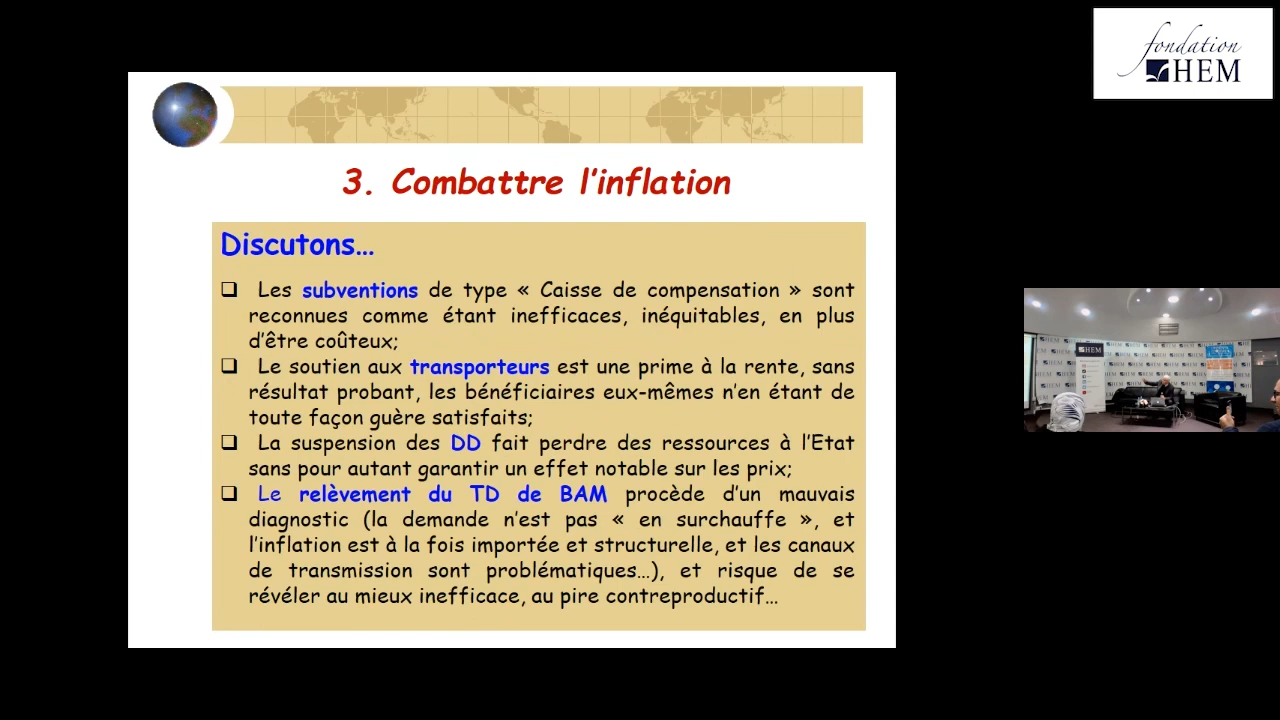 fondation
HEM
3. Combattre l'inflation
Discutons...
❑ Les subventions de type « Caisse de compensation » sont
reconnues comme étant inefficaces, inéquitables, en plus
d'être coûteux;
❑ Le soutien aux transporteurs est une prime à la rente, sans
résultat probant, les bénéficiaires eux-mêmes n'en étant de
toute façon guère satisfaits;
❑ La suspension des DD fait perdre des ressources à l'Etat
sans pour autant garantir un effet notable sur les prix;
❑ Le relèvement du TD de BAM procède d'un mauvais
diagnostic (la demande n'est pas « en surchauffe », et
l'inflation est à la fois importée et structurelle, et les canaux
de transmission sont problématiques...), et risque de se
révéler au mieux inefficace, au pire contreproductif...
HEM